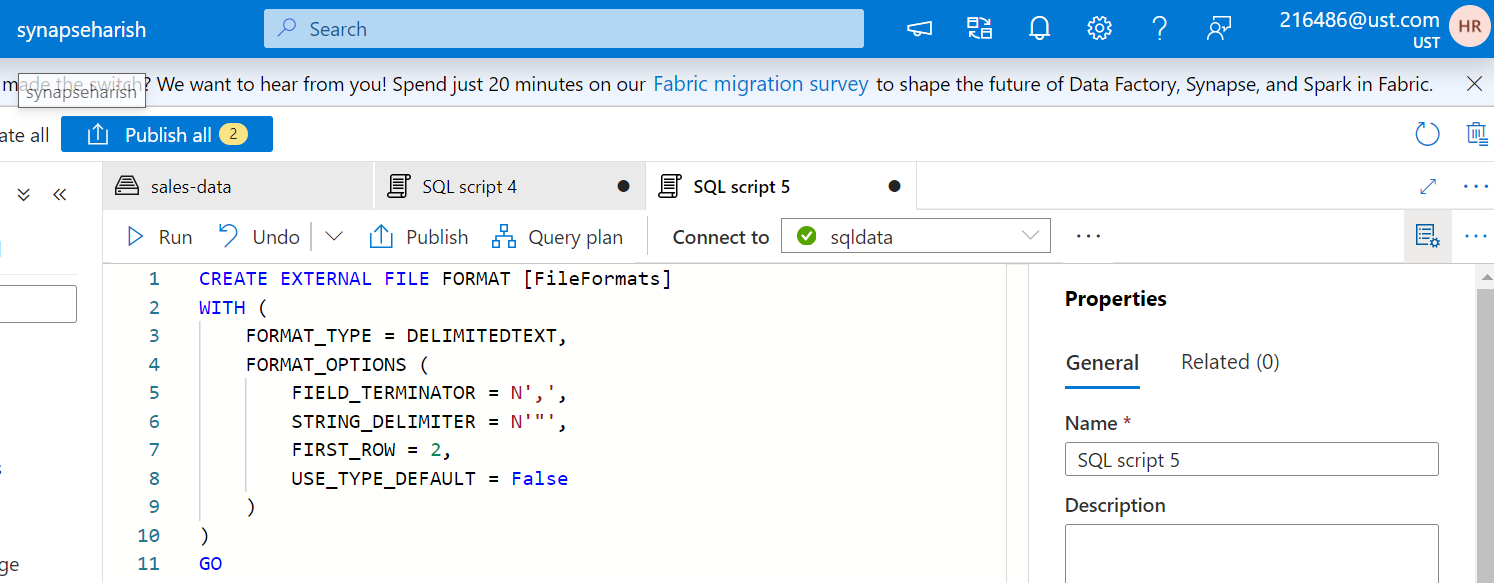 synapseharish
Search
216486@ust.com
UST
HR
made the switch? We want to hear from you! Spend just 20 minutes on our Fabric migration survey to shape the future of Data Factory, Synapse, and Spark in Fabric.
synapseharish
ate all
Publish all 2
sales-data
SQL script 4
SQL script 5
Run
Undo
Publish
Query plan
Connect to
sqldata
1 CREATE EXTERNAL FILE FORMAT [FileFormats]
2 WITH (
3 FORMAT_TYPE = DELIMITEDTEXT,
4 FORMAT_OPTIONS (
5 FIELD_TERMINATOR = N',',
6 STRING_DELIMITER = N'"',
7 FIRST_ROW = 2,
8 USE_TYPE_DEFAULT = False
9 )
10 )
11 GO
Properties
General
Related (0)
Name *
SQL script 5
Description
ge